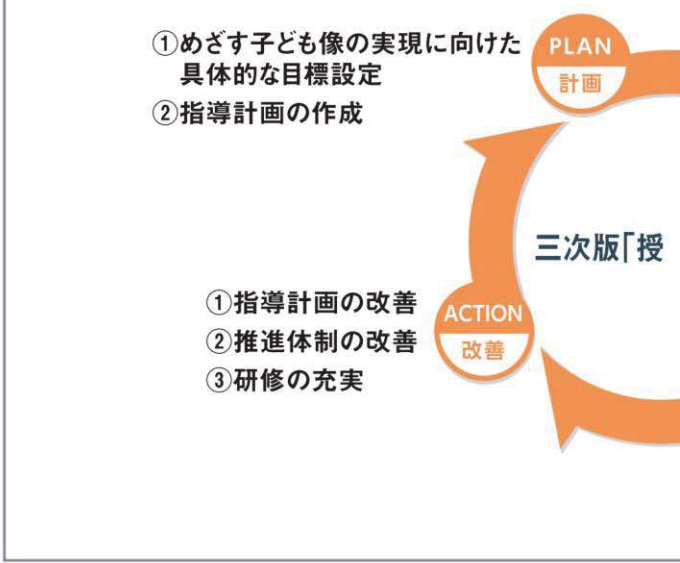 ①めざす子ども像の実現に向けた
具体的な目標設定
②指導計画の作成
PLAN
計画
三次版「授
①指導計画の改善
②推進体制の改善
③研修の充実
ACTION
改善